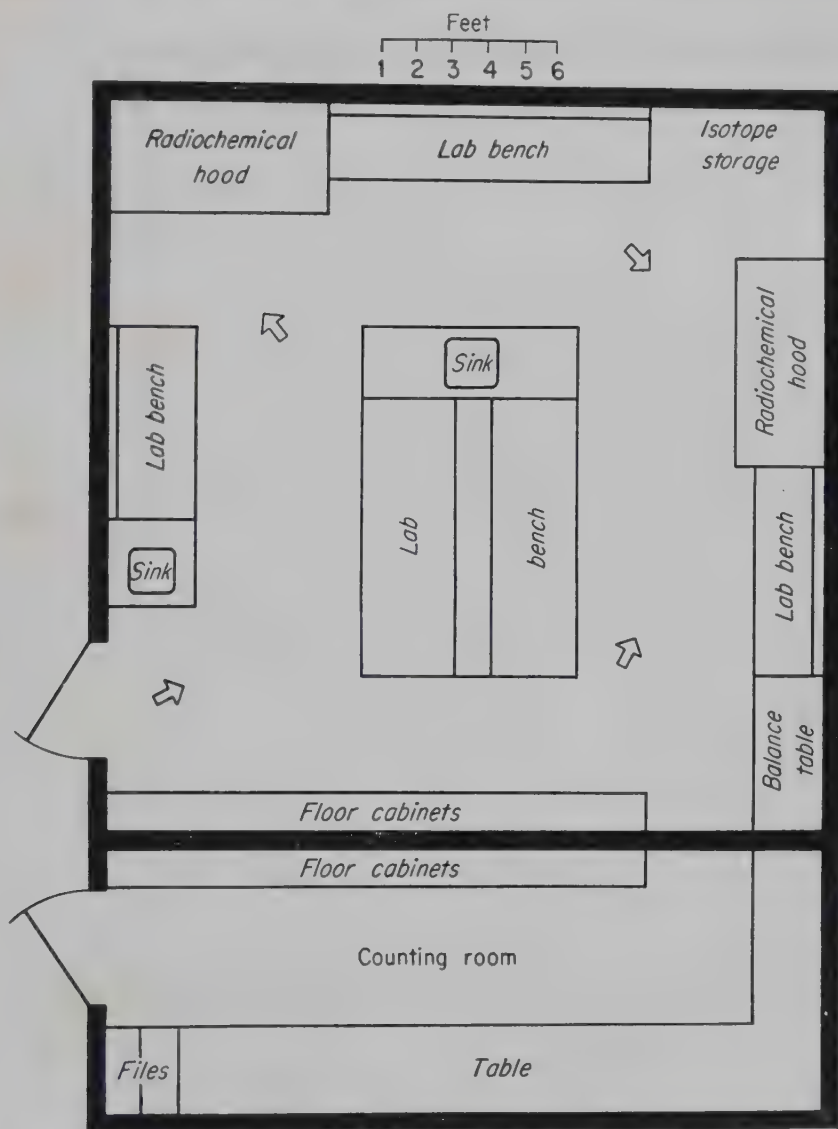 Feet
1 2 3 4 5 6
Radiochemical
hood
Lab bench
Isotope
storage
Radiochemical
hood
Sink
Lab bench
Lab
bench
Sink
Lab bench
Balance
table
Floor cabinets
Floor cabinets
Counting room
Files
Table